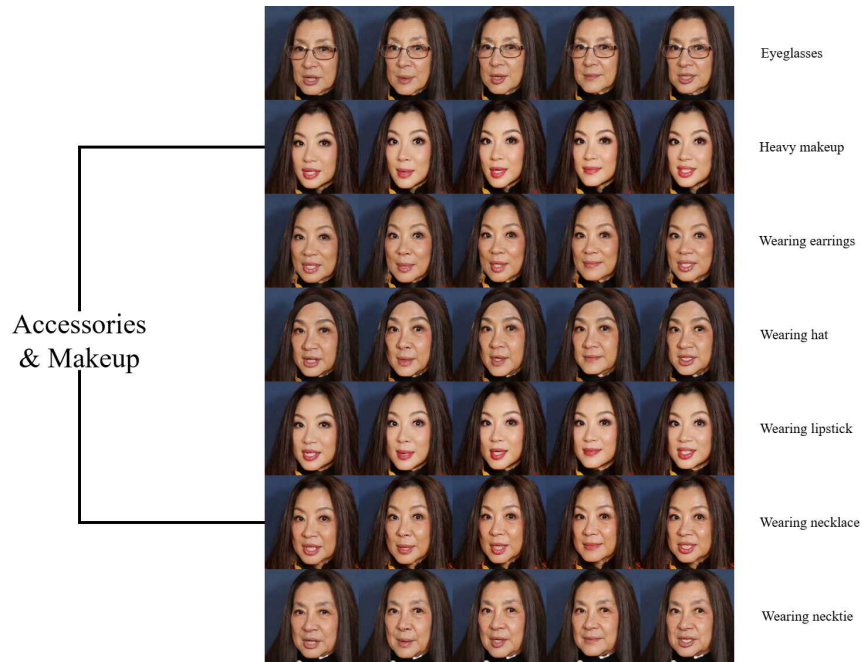 Eyeglasses
Heavy makeup
Wearing earrings
Accessories
& Makeup
Wearing hat
Wearing lipstick
Wearing necklace
Wearing necktie